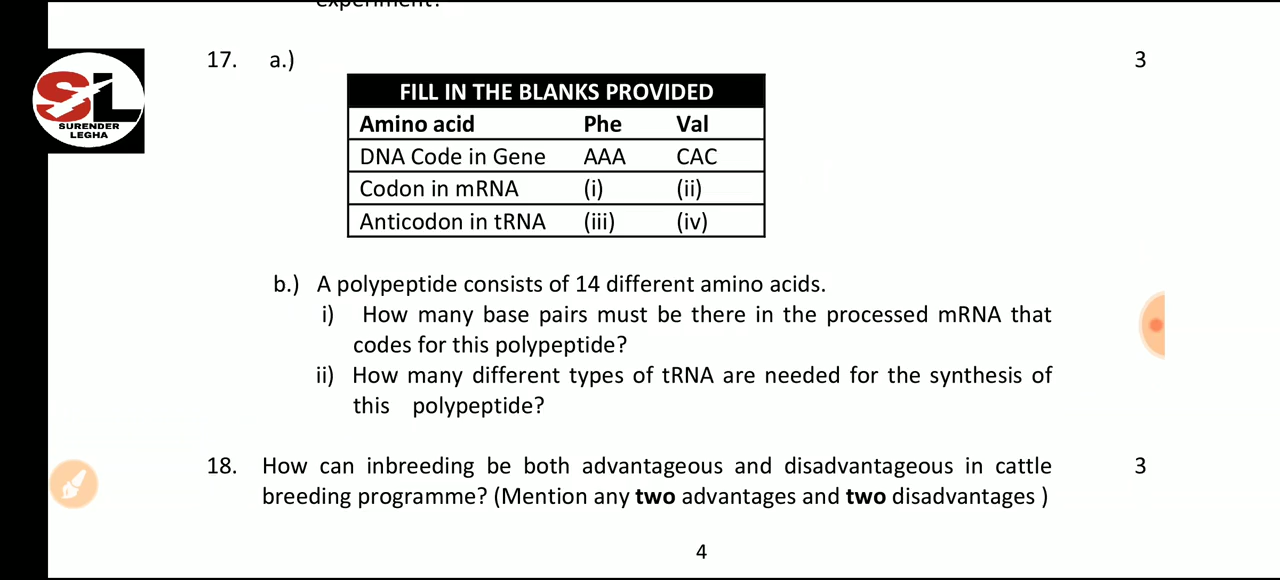 experiment?
17. a.) 3
FILL IN THE BLANKS PROVIDED
Amino acid Phe Val
DNA Code in Gene AAA CAC
Codon in mRNA (i) (ii)
Anticodon in tRNA (iii) (iv)
SURENDER
LEGHA
b.) A polypeptide consists of 14 different amino acids.
i) How many base pairs must be there in the processed mRNA that
codes for this polypeptide?
ii) How many different types of tRNA are needed for the synthesis of
this polypeptide?
18. How can inbreeding be both advantageous and disadvantageous in cattle 3
breeding programme? (Mention any two advantages and two disadvantages )
4